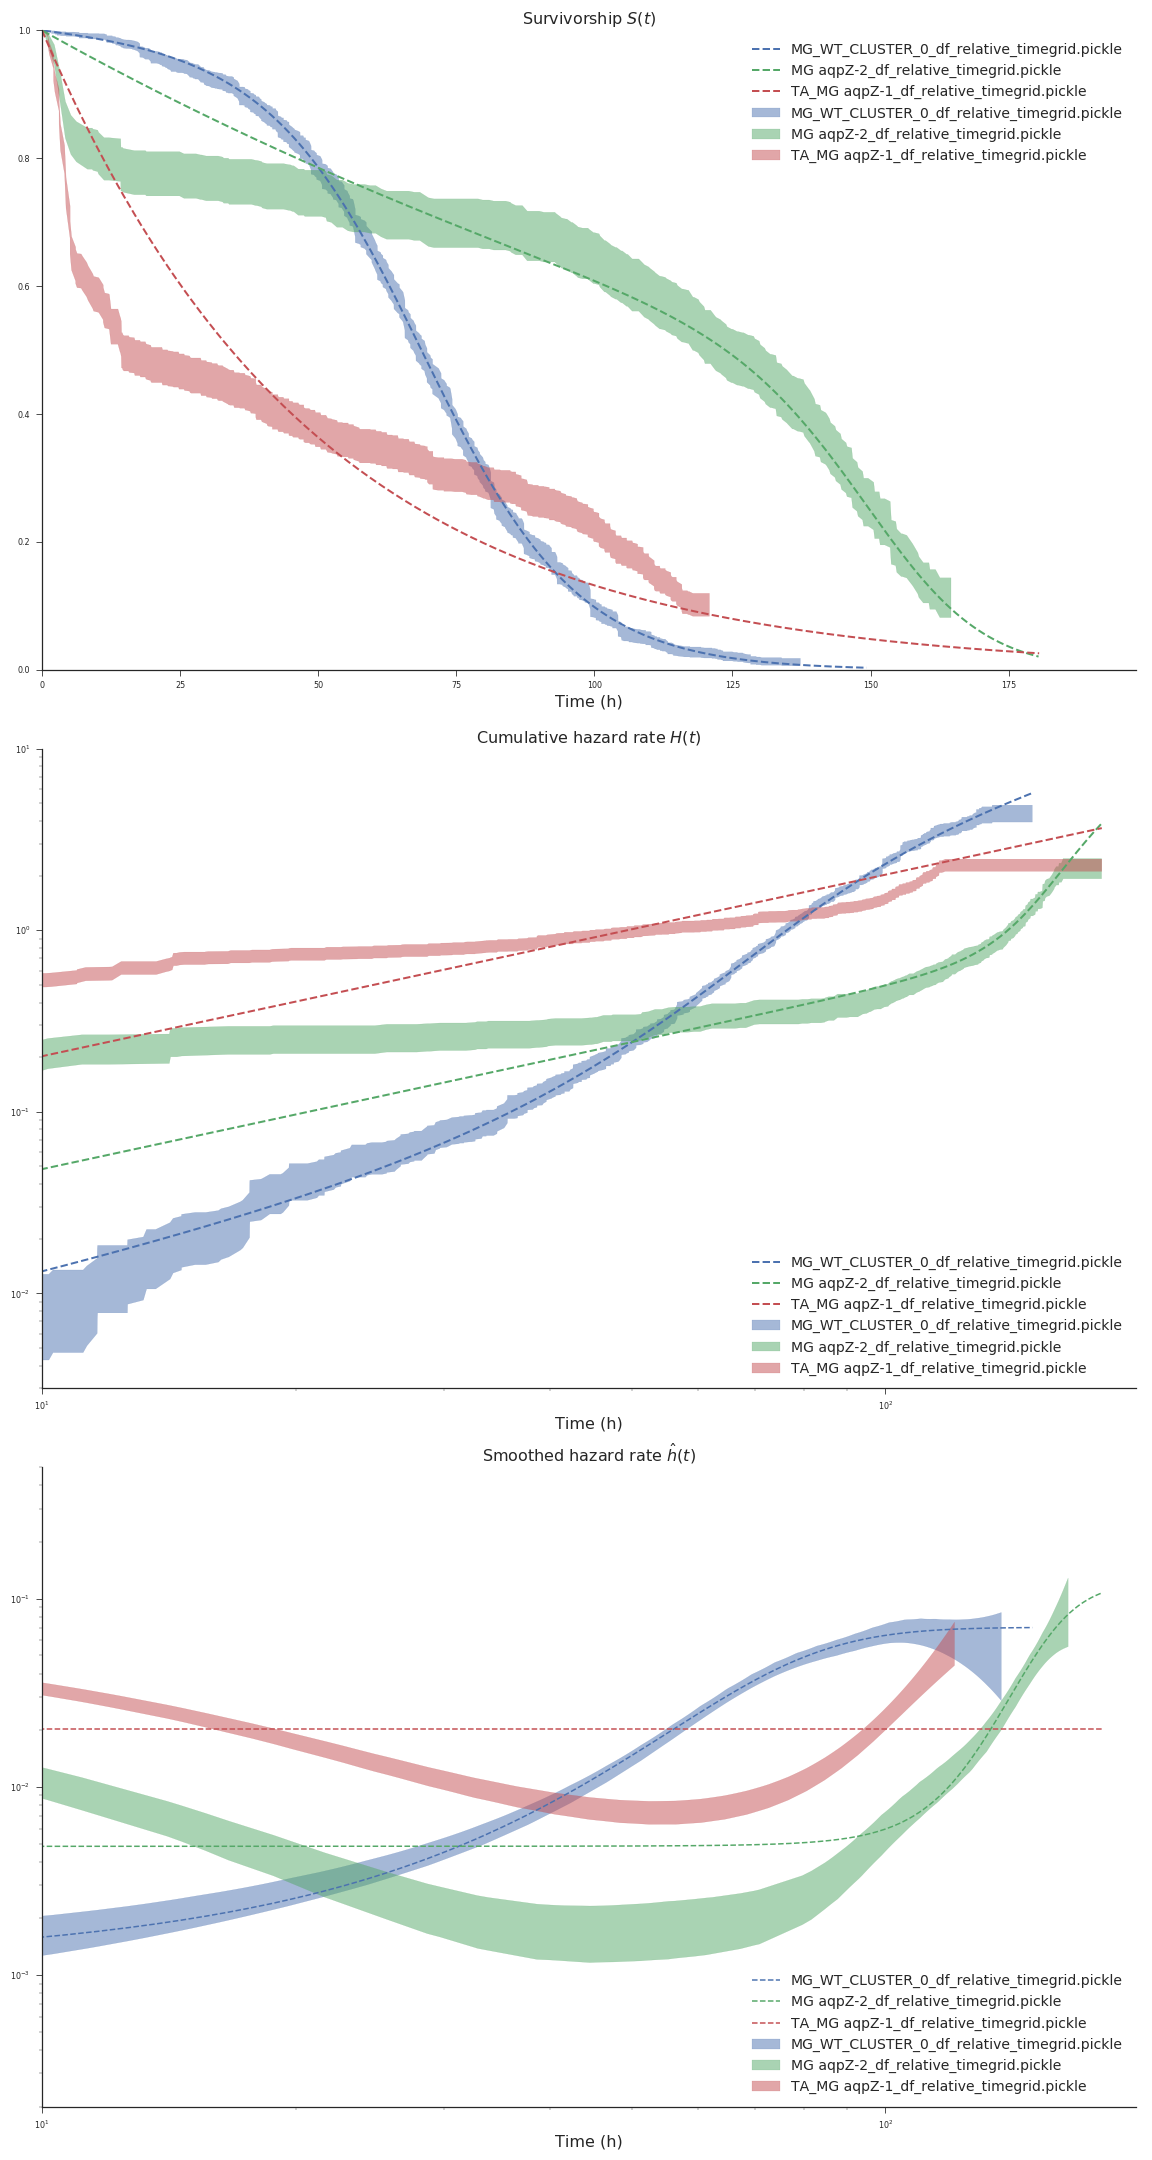 Survivorship S(t)
1.0
0.8
0.6
0.4
0.2
0.0
MG_WT_CLUSTER_0_df_relative_timegrid.pickle
MG aqpZ-2_df_relative_timegrid.pickle
TA_MG aqpZ-1_df_relative_timegrid.pickle
MG_WT_CLUSTER_0_df_relative_timegrid.pickle
MG aqpZ-2_df_relative_timegrid.pickle
TA_MG aqpZ-1_df_relative_timegrid.pickle
0 25 50 75 100 125 150 175
Time (h)
Cumulative hazard rate H(t)
10¹
10⁰
10⁻¹
10⁻²
MG_WT_CLUSTER_0_df_relative_timegrid.pickle
MG aqpZ-2_df_relative_timegrid.pickle
TA_MG aqpZ-1_df_relative_timegrid.pickle
MG_WT_CLUSTER_0_df_relative_timegrid.pickle
MG aqpZ-2_df_relative_timegrid.pickle
TA_MG aqpZ-1_df_relative_timegrid.pickle
10¹ 10²
Time (h)
Smoothed hazard rate ĥ(t)
10⁻¹
10⁻²
10⁻³
MG_WT_CLUSTER_0_df_relative_timegrid.pickle
MG aqpZ-2_df_relative_timegrid.pickle
TA_MG aqpZ-1_df_relative_timegrid.pickle
MG_WT_CLUSTER_0_df_relative_timegrid.pickle
MG aqpZ-2_df_relative_timegrid.pickle
TA_MG aqpZ-1_df_relative_timegrid.pickle
10¹ 10²
Time (h)